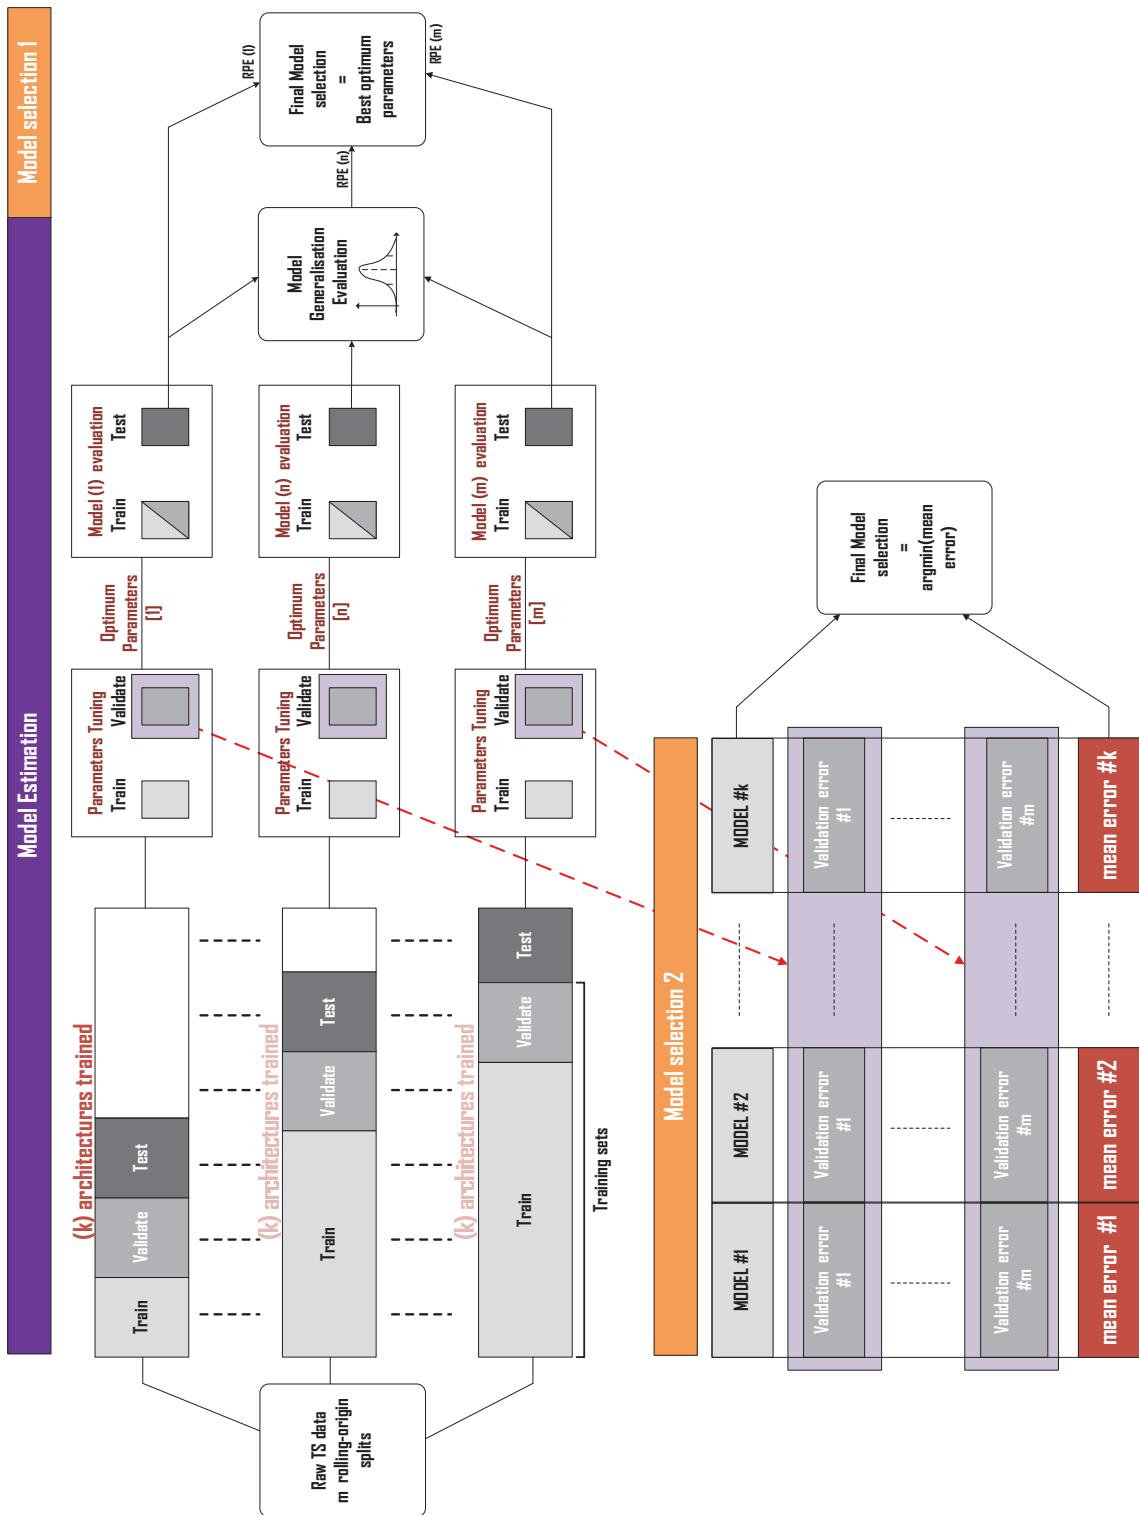 Model Estimation
Model selection 1
Raw TS data
m rolling-origin
splits
(k) architectures trained
Train
Validate
Test
Parameters Tuning
Train
Validate
Optimum
Parameters
[1]
Model (1) evaluation
Train
Test
RPE (1)
(k) architectures trained
Train
Validate
Test
Parameters Tuning
Train
Validate
Optimum
Parameters
[n]
Model (n) evaluation
Train
Test
Model
Generalisation
Evaluation
RPE (n)
Final Model
selection
=
Best optimum
parameters
(k) architectures trained
Train
Validate
Test
Training sets
Parameters Tuning
Train
Validate
Optimum
Parameters
[m]
Model (m) evaluation
Train
Test
RPE (m)
Model selection 2
MODEL #1
Validation error
#1
Validation error
#m
mean error #1
MODEL #2
Validation error
#1
Validation error
#m
mean error #2
MODEL #k
Validation error
#1
Validation error
#m
mean error #k
Final Model
selection
=
argmin(mean
error)